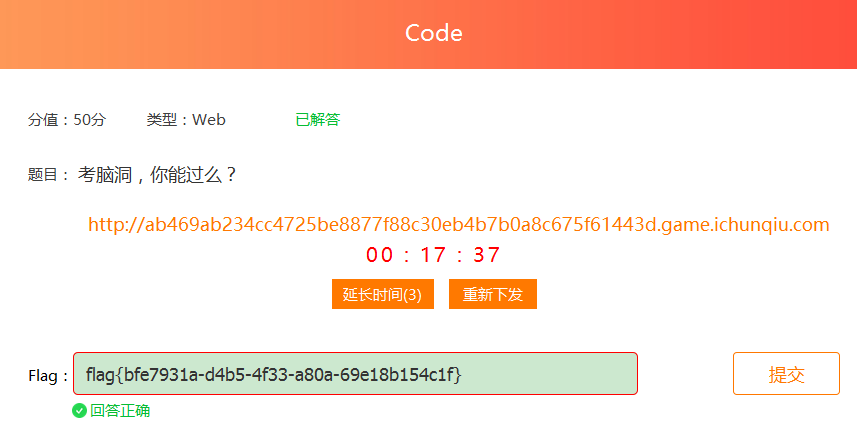 Code
分值：50分 类型：Web 已解答
题目： 考脑洞，你能过么？
http://ab469ab234cc4725be8877f88c30eb4b7b0a8c675f61443d.game.ichunqiu.com
00 : 17 : 37
延长时间(3) 重新下发
Flag： flag{bfe7931a-d4b5-4f33-a80a-69e18b154c1f} 提交
回答正确